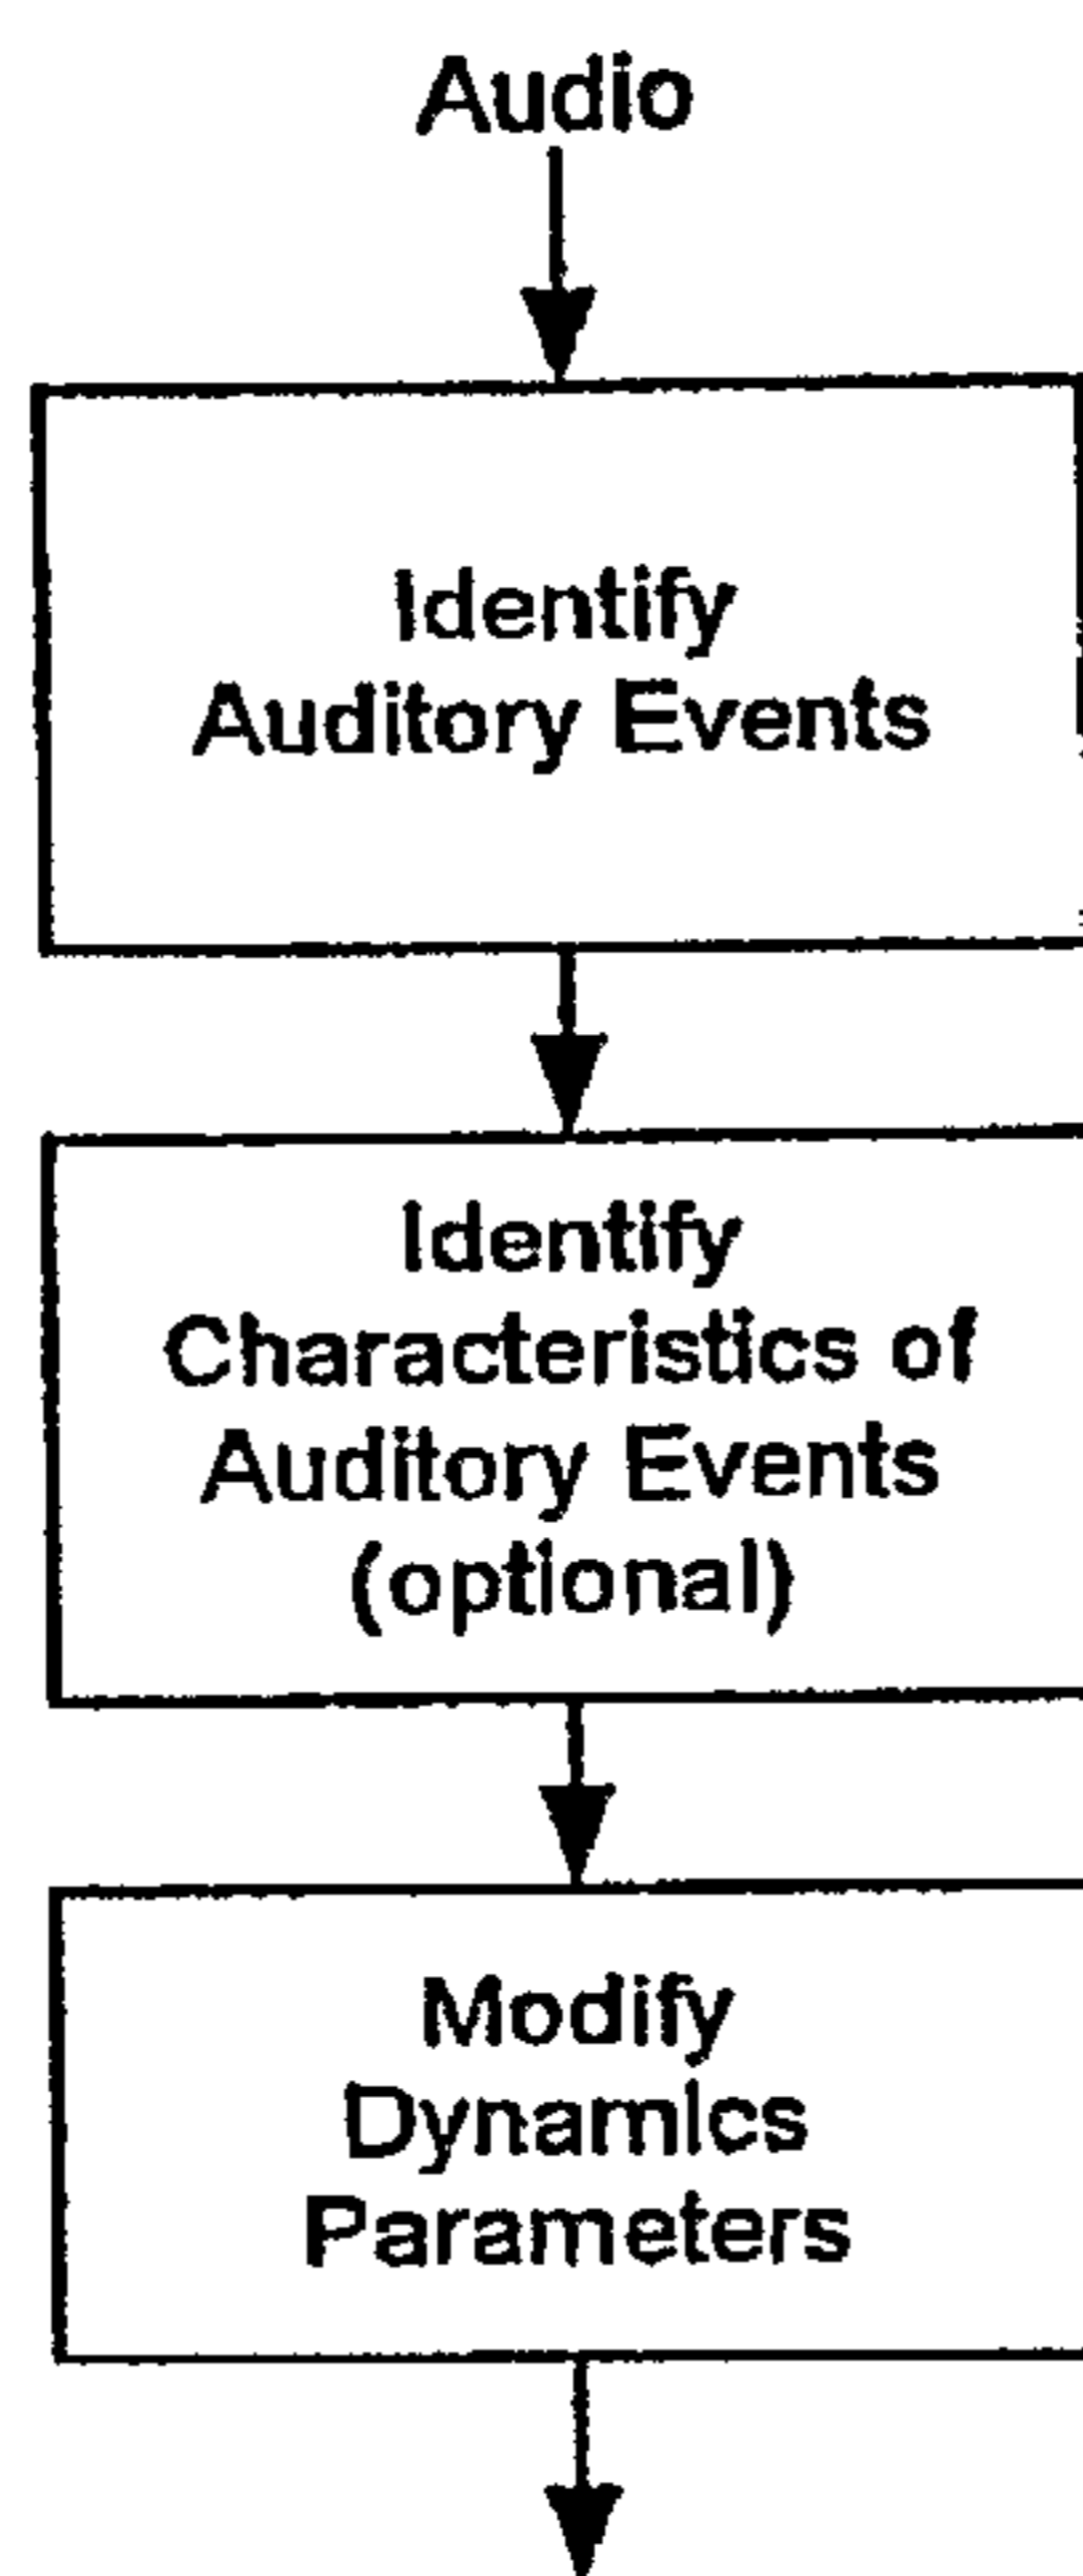 Audio
Identify
Auditory Events
Identify
Characteristics of
Auditory Events
(optional)
Modify
Dynamics
Parameters